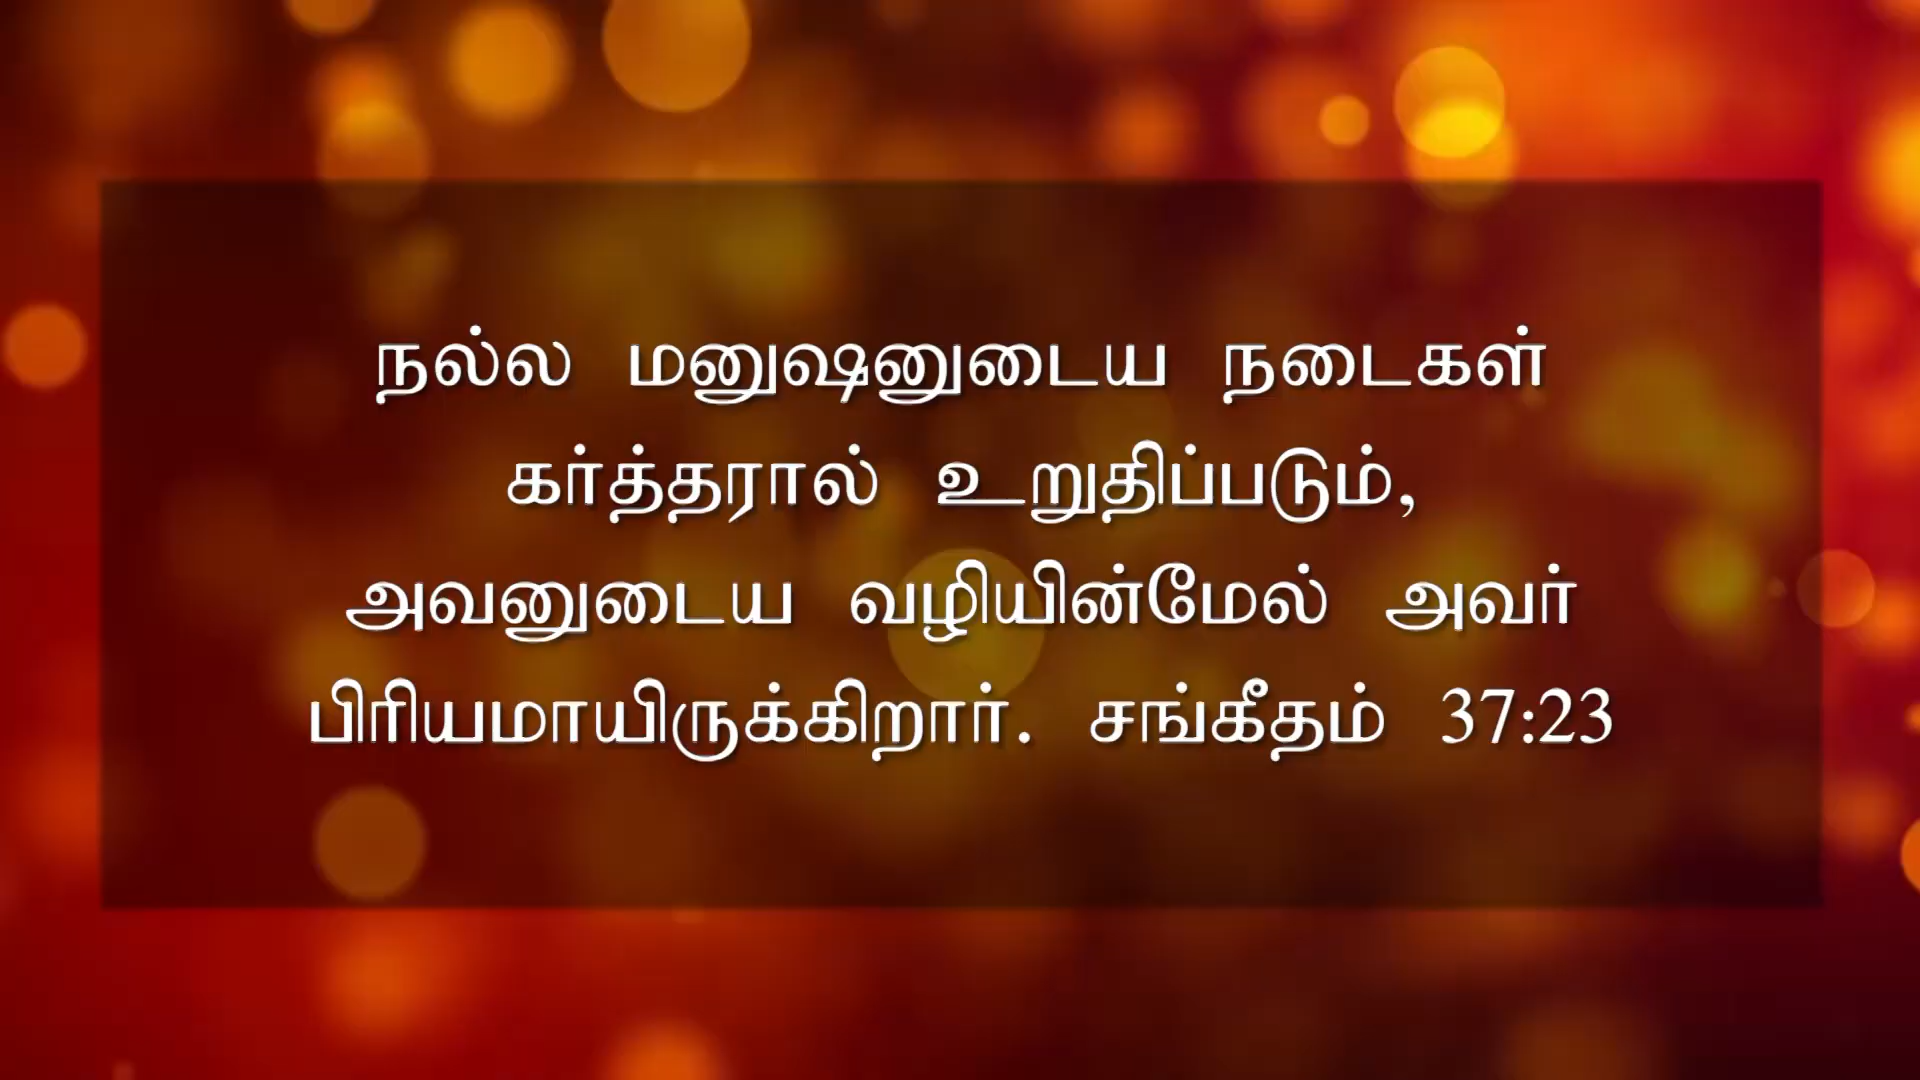 நல்ல மனுஷனுடைய நடைகள்
கர்த்தரால் உறுதிப்படும்,
அவனுடைய வழியின்மேல் அவர்
பிரியமாயிருக்கிறார். சங்கீதம் 37:23